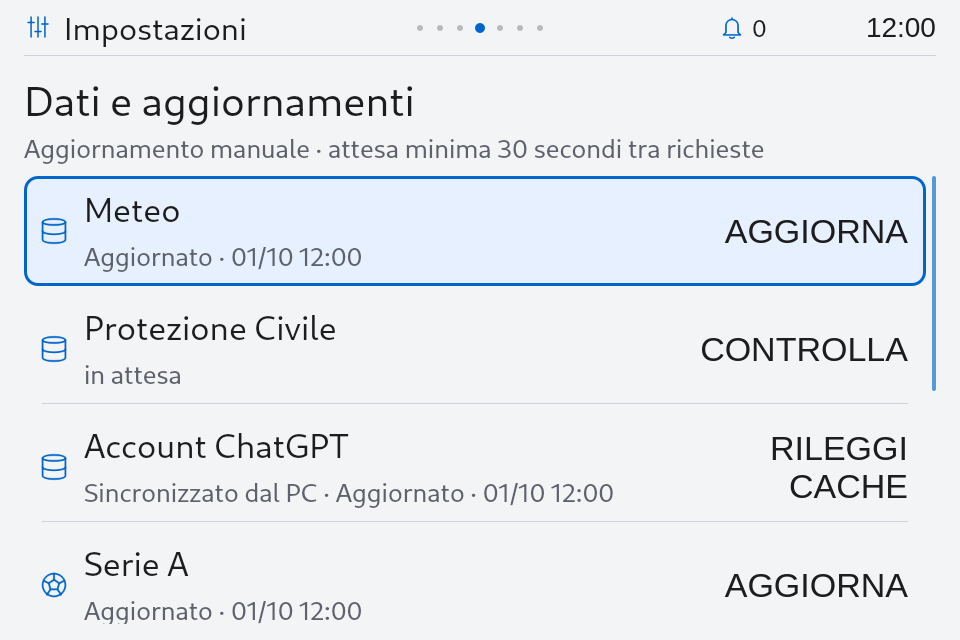 Impostazioni
0
12:00
Dati e aggiornamenti
Aggiornamento manuale · attesa minima 30 secondi tra richieste
Meteo
AGGIORNA
Aggiornato · 01/10 12:00
Protezione Civile
CONTROLLA
in attesa
Account ChatGPT
RILEGGI
CACHE
Sincronizzato dal PC · Aggiornato · 01/10 12:00
Serie A
AGGIORNA
Aggiornato · 01/10 12:00